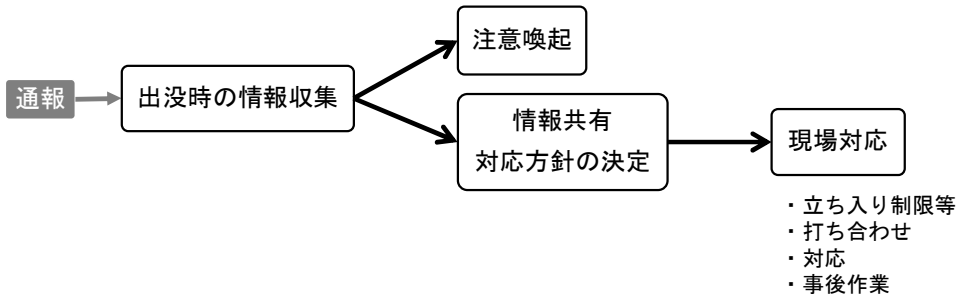 通報
出没時の情報収集
注意喚起
情報共有
対応方針の決定
現場対応
・立ち入り制限等
・打ち合わせ
・対応
・事後作業